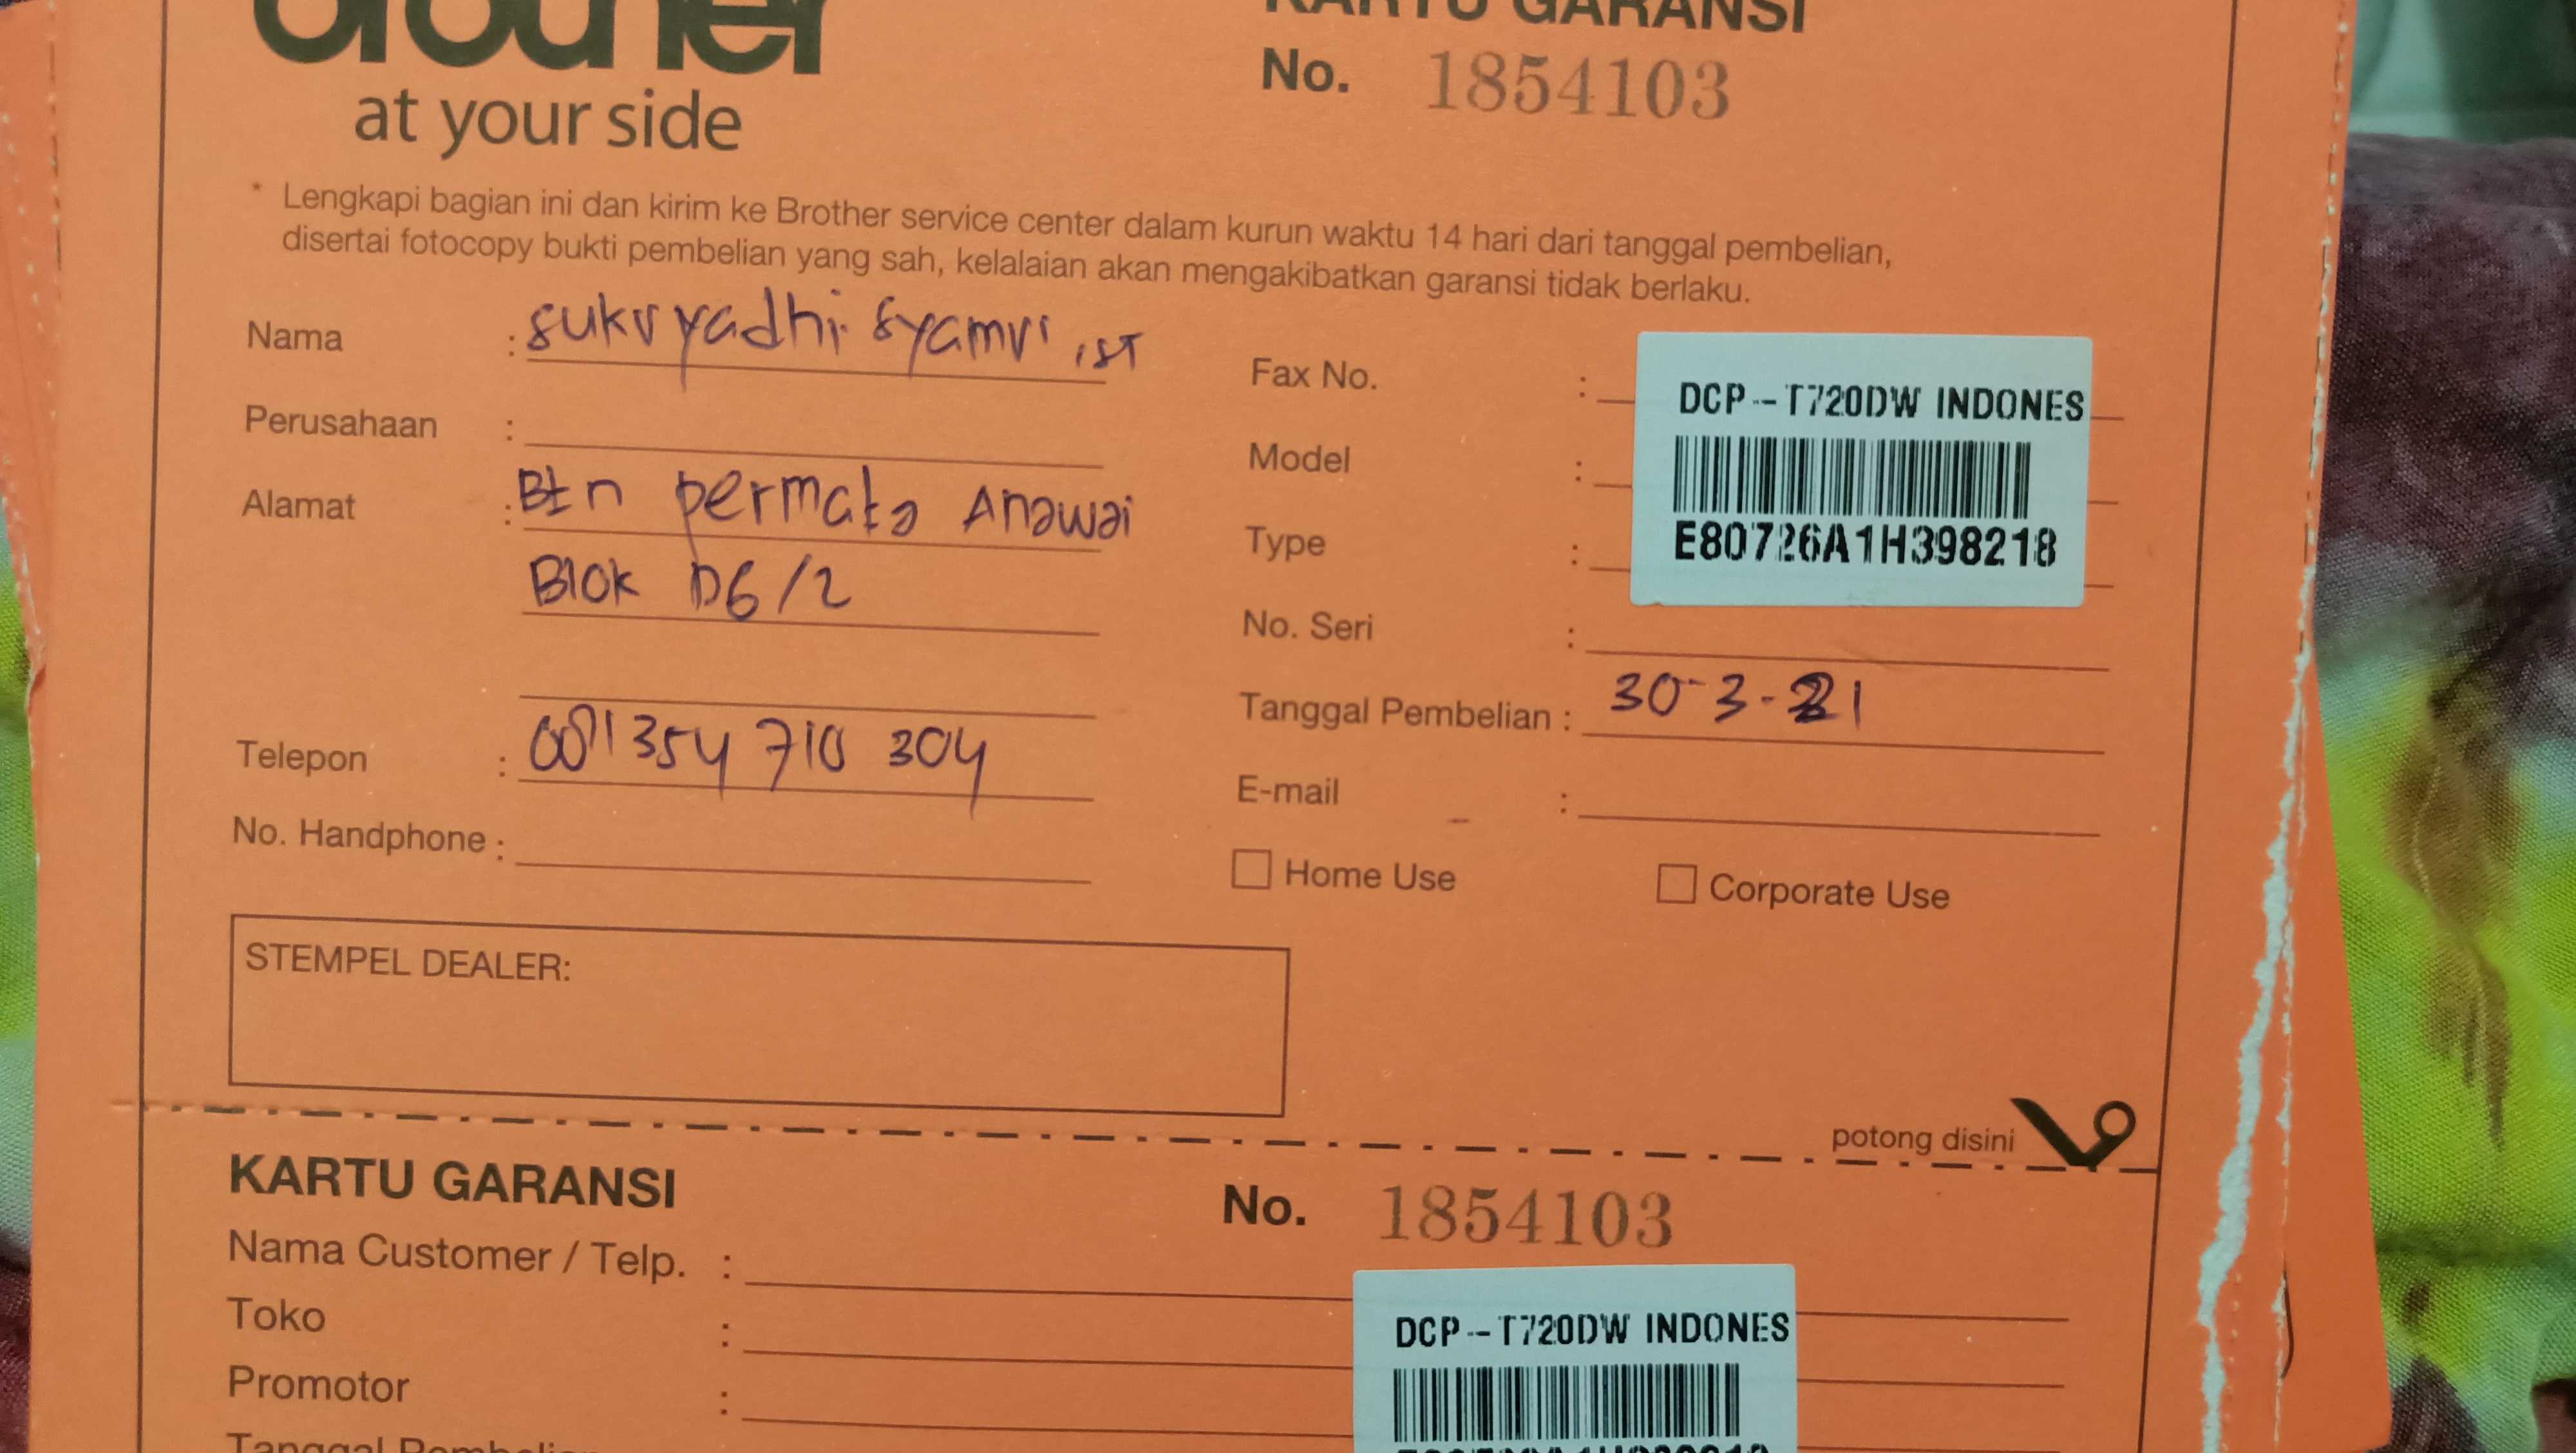 brother
at your side
KARTU GARANSI
No. 1854103
* Lengkapi bagian ini dan kirim ke Brother service center dalam kurun waktu 14 hari dari tanggal pembelian,
disertai fotocopy bukti pembelian yang sah, kelalaian akan mengakibatkan garansi tidak berlaku.
Nama : sukryadhi syamri ,ST
Perusahaan :
Alamat : Btn permata Anawai
Blok D6/2
Telepon : 081354 710 304
No. Handphone :
Fax No. :
Model :
Type :
DCP-T720DW INDONES
E80726A1H398218
No. Seri :
Tanggal Pembelian : 30-3-21
E-mail :
Home Use
Corporate Use
STEMPEL DEALER:
potong disini
KARTU GARANSI
No. 1854103
Nama Customer / Telp. :
Toko :
Promotor :
DCP-T720DW INDONES